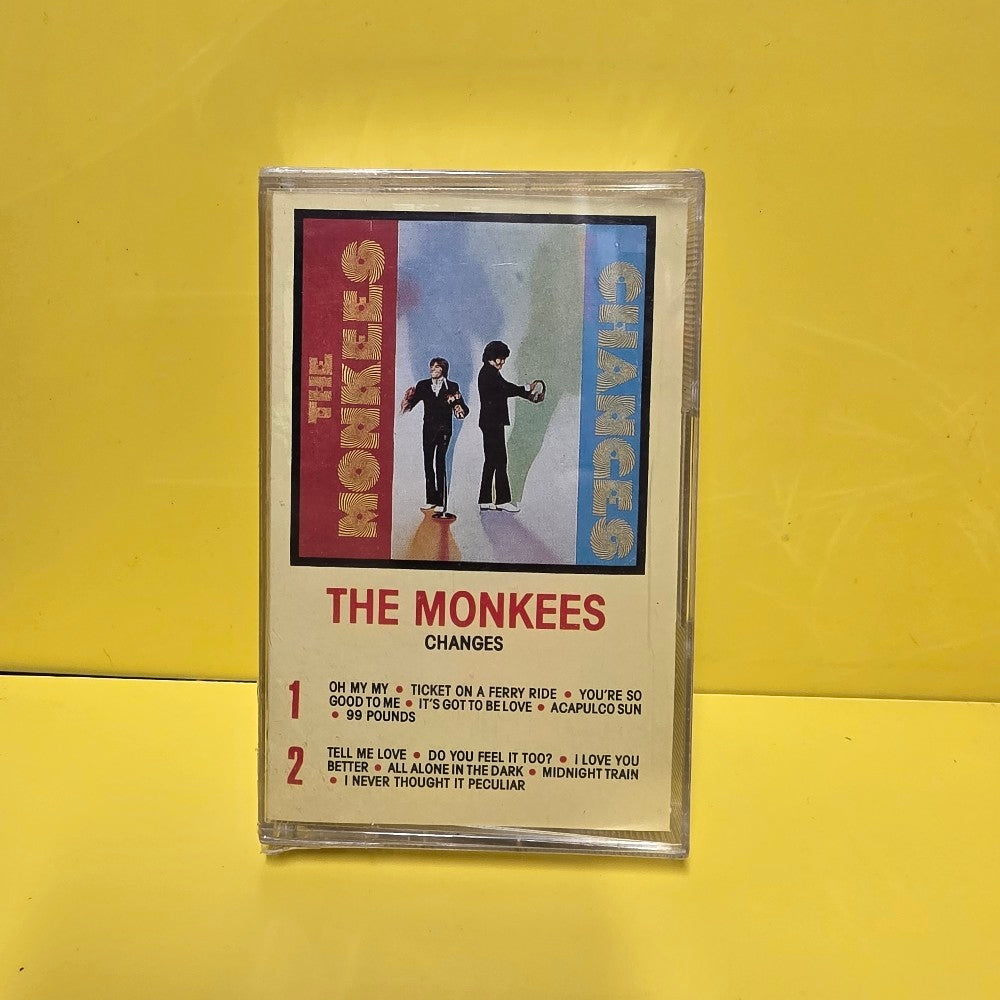 THE
MONKEES
CHANGES
THE MONKEES
CHANGES
1
OH MY MY • TICKET ON A FERRY RIDE • YOU'RE SO
GOOD TO ME • IT'S GOT TO BE LOVE • ACAPULCO SUN
• 99 POUNDS
2
TELL ME LOVE • DO YOU FEEL IT TOO? • I LOVE YOU
BETTER • ALL ALONE IN THE DARK • MIDNIGHT TRAIN
• I NEVER THOUGHT IT PECULIAR